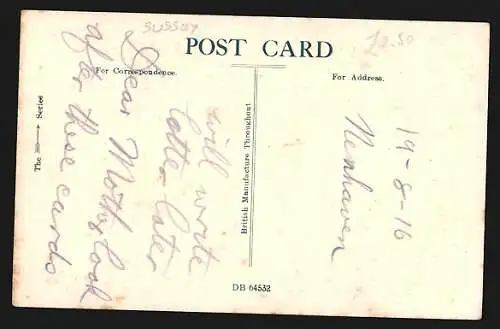 SUSSEX
£2.50
POST CARD
For Correspondence.
For Address.
The Series
British Manufacture Throughout
DB 64532
Dear Mother look
after these cards
will write
latter later
19-8-16
Newhaven